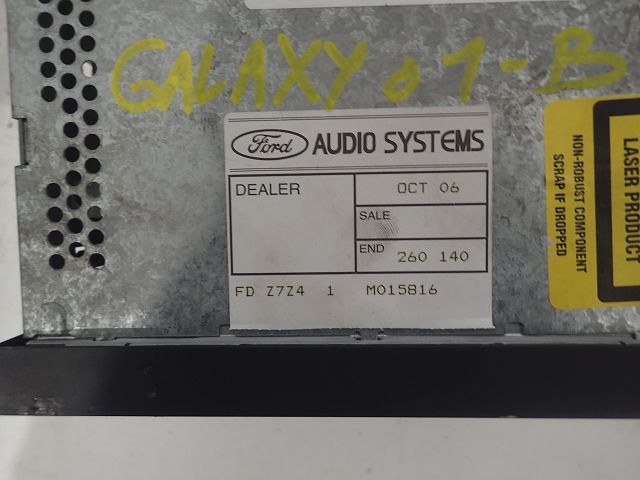 GALAXY 01-B
Ford AUDIO SYSTEMS
DEALER
OCT 06
SALE
END 260 140
FD Z7Z4 1 M015816
NON-ROBUST COMPONENT
SCRAP IF DROPPED
LASER PRODUCT